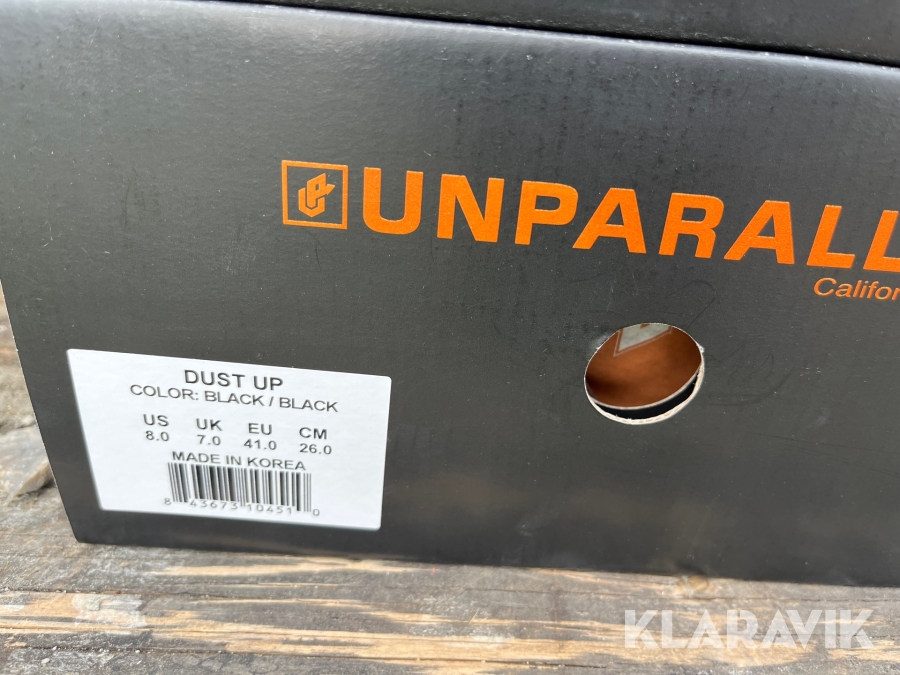 UNPARALL
Califor
DUST UP
COLOR: BLACK / BLACK
US UK EU CM
8.0 7.0 41.0 26.0
MADE IN KOREA
8 43673 10451 0
KLARAVIK